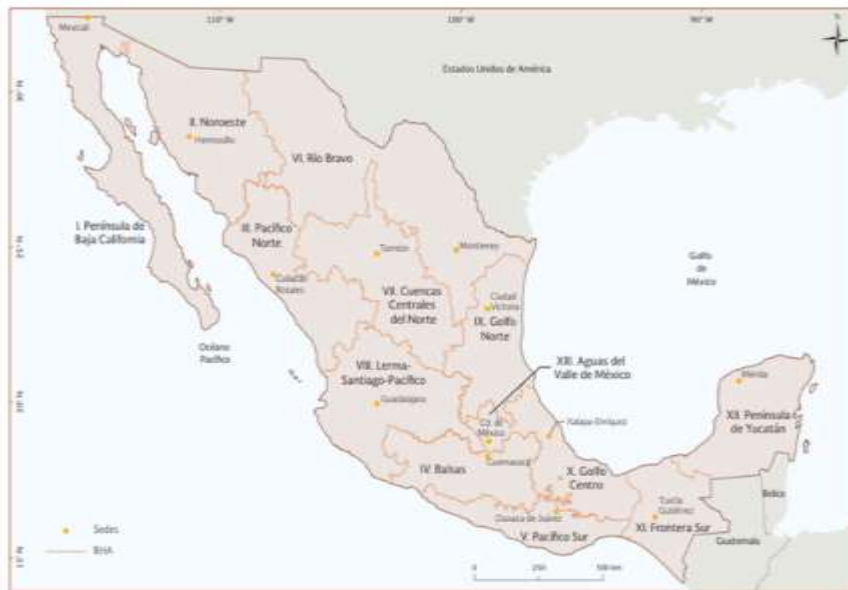 110° W
100° W
90° W
N
Mexicali
Estados Unidos de América
30° N
II. Noroeste
Hermosillo
VI. Río Bravo
I. Península de
Baja California
III. Pacífico
Norte
25° N
Torreón
Monterrey
Golfo
de
México
Culiacán
Rosales
VII. Cuencas
Centrales
del Norte
Ciudad
Victoria
IX. Golfo
Norte
Océano
Pacífico
XIII. Aguas del
Valle de México
VIII. Lerma-
Santiago-Pacífico
Mérida
20° N
Guadalajara
Cd. de
México
Xalapa-Enríquez
XII. Península
de Yucatán
Cuernavaca
IV. Balsas
X. Golfo
Centro
Belice
Oaxaca de Juárez
Tuxtla
Gutiérrez
V. Pacífico Sur
XI. Frontera Sur
Guatemala
Sedes
RHA
15° N
0
250
500 km